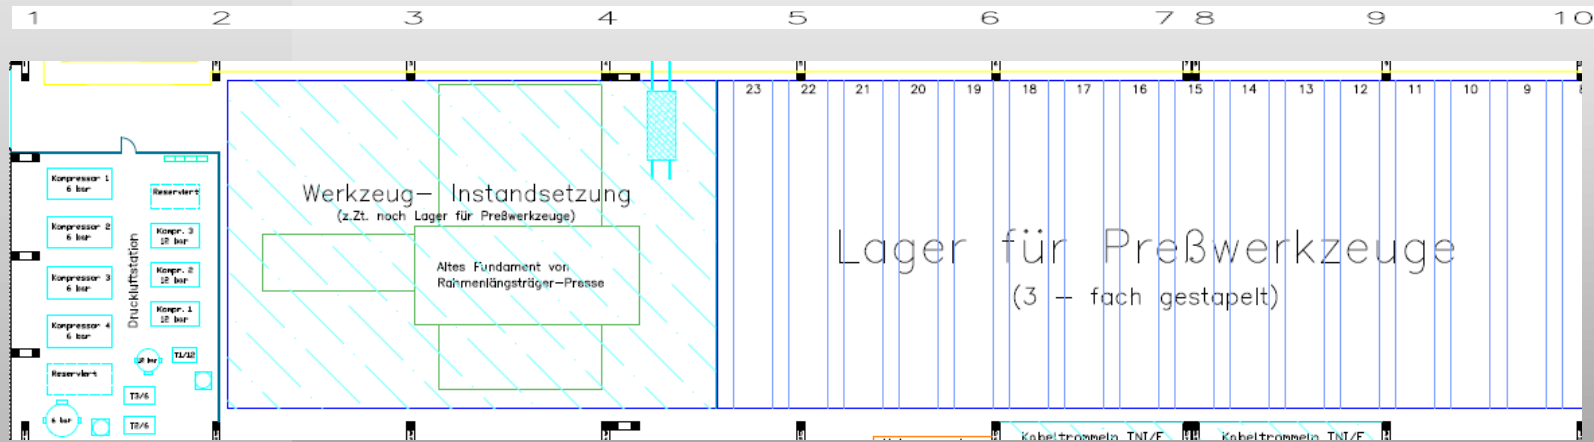 1 2 3 4 5 6 7 8 9 10
23 22 21 20 19 18 17 16 15 14 13 12 11 10 9
Kompressor 1
6 bar
Reserviert
Kompressor 2
6 bar
Kompr. 3
12 bar
Kompressor 3
6 bar
Kompr. 2
12 bar
Kompressor 4
6 bar
Kompr. 1
12 bar
Druckluftstation
T1/12
Reserviert
T3/6
6 bar
T2/6
Werkzeug- Instandsetzung
(z.Zt. noch Lager für Preßwerkzeuge)
Altes Fundament von
Rahmenlängsträger-Presse
Lager für Preßwerkzeuge
(3 - fach gestapelt)
Kabeltrommeln TNI/E
Kabeltrommeln TNI/E